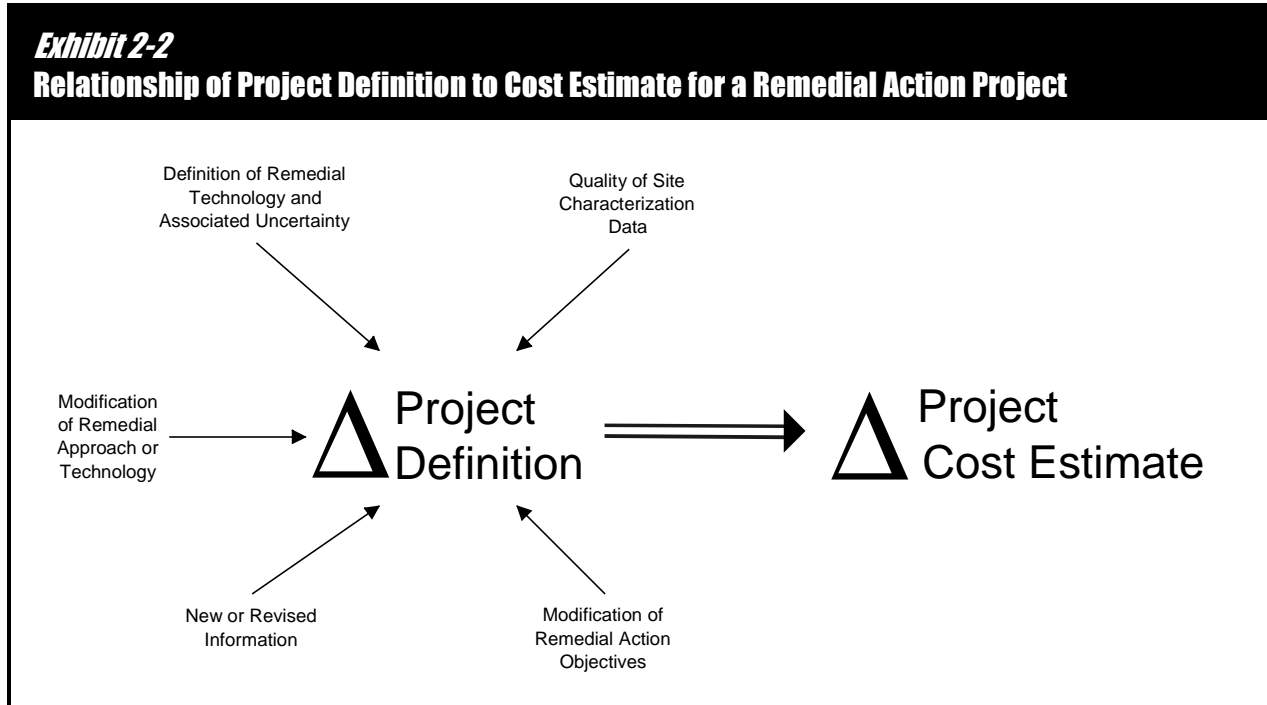 Exhibit 2-2
Relationship of Project Definition to Cost Estimate for a Remedial Action Project
Definition of Remedial
Technology and
Associated Uncertainty
Quality of Site
Characterization
Data
Modification
of Remedial
Approach or
Technology
Δ Project
Definition
Δ Project
Cost Estimate
New or Revised
Information
Modification of
Remedial Action
Objectives